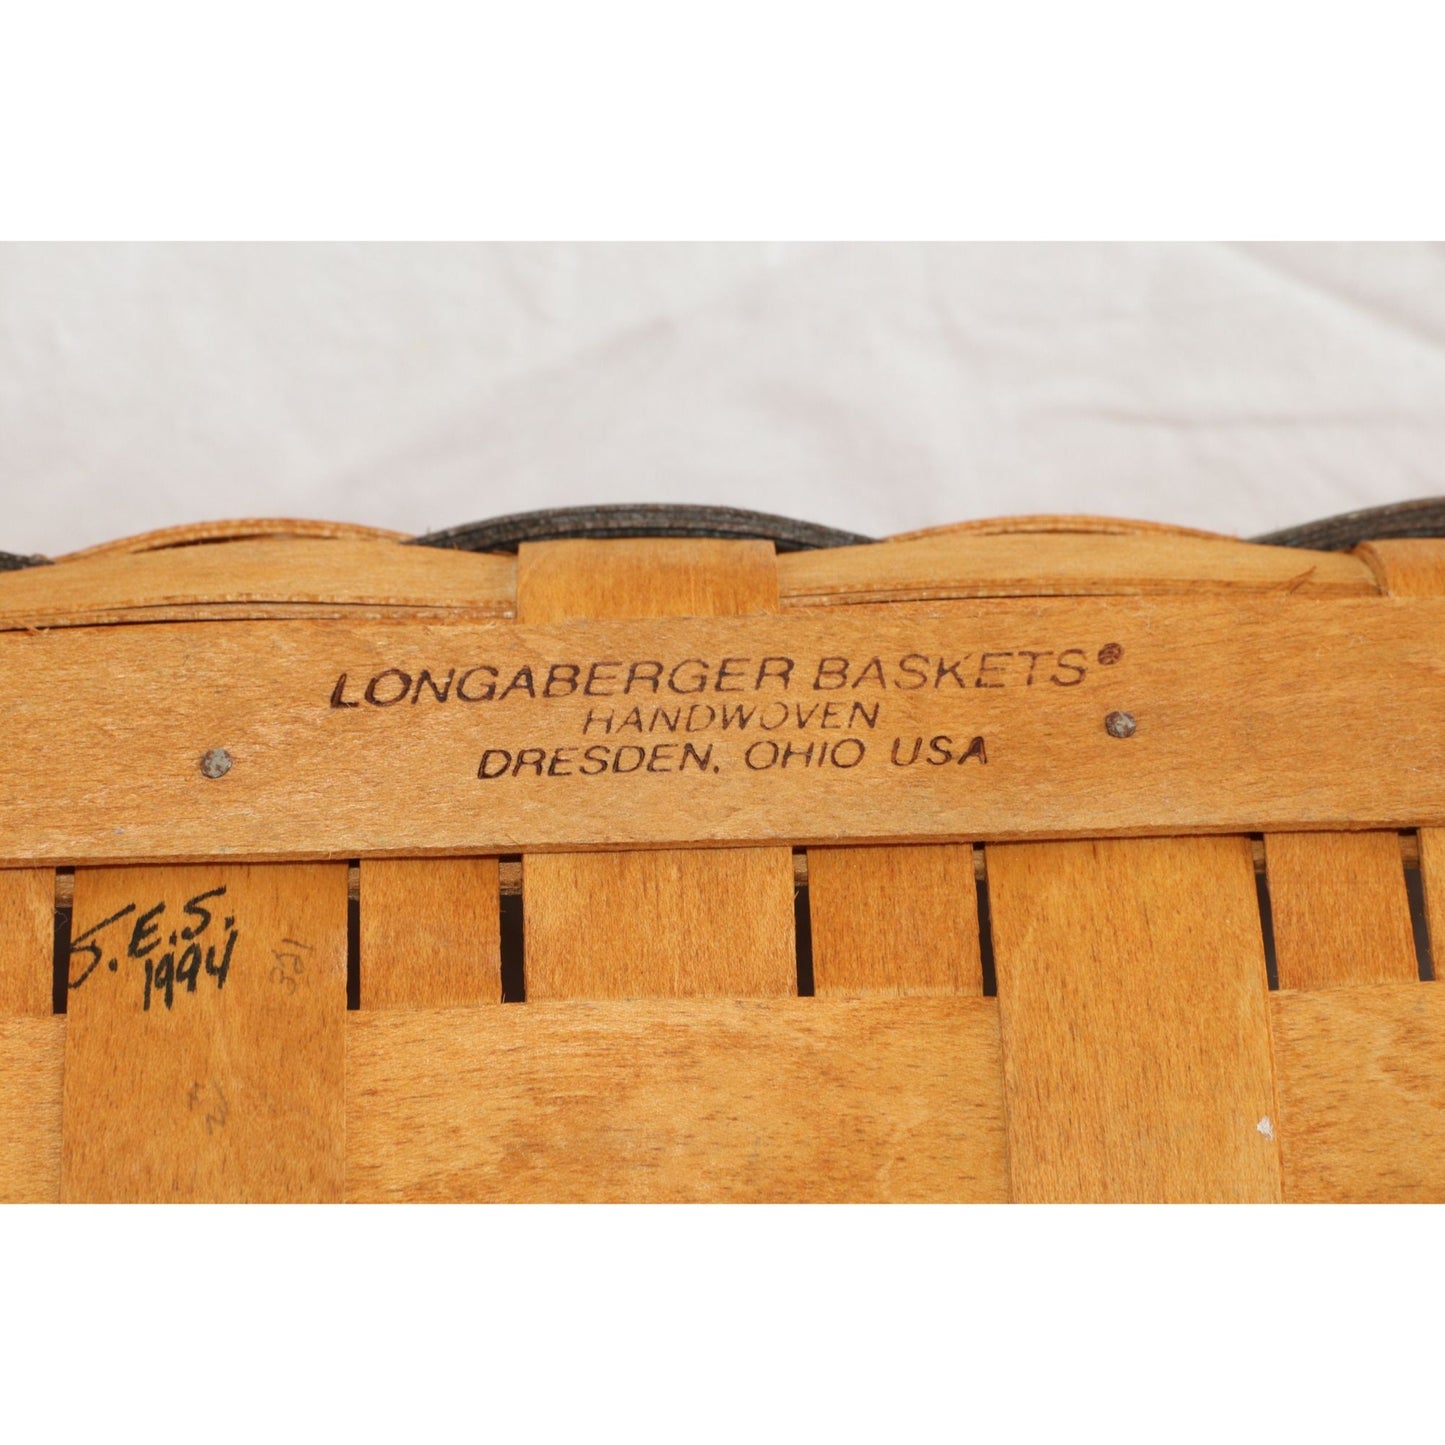 LONGABERGER BASKETS®
HANDWOVEN
DRESDEN, OHIO USA
J.E.S.
1994